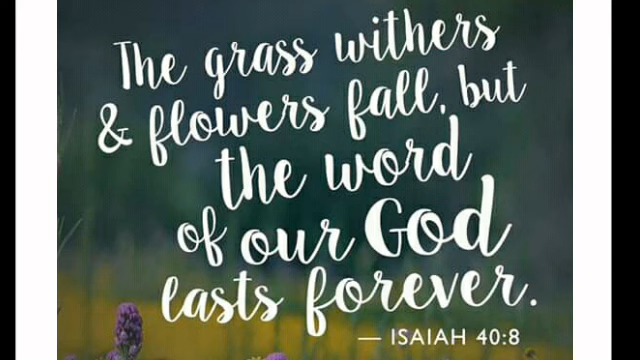 The grass withers
& flowers fall, but
the word
of our God
lasts forever.
— ISAIAH 40:8